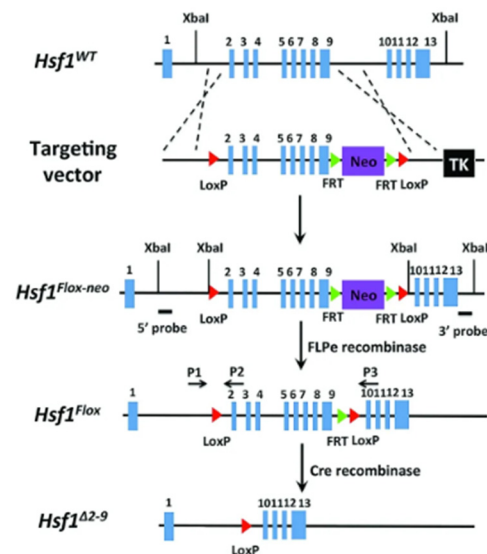 XbaI XbaI
1 2 3 4 5 6 7 8 9 10 11 12 13
Hsf1WT
Targeting vector
2 3 4 5 6 7 8 9
Neo
TK
LoxP FRT FRT LoxP
XbaI XbaI XbaI XbaI
1 2 3 4 5 6 7 8 9 10 11 12 13
Hsf1Flox-neo
Neo
LoxP FRT FRT LoxP
5' probe 3' probe
FLPe recombinase
P1 P2 P3
1 2 3 4 5 6 7 8 9 10 11 12 13
Hsf1Flox
LoxP FRT LoxP
Cre recombinase
1 10 11 12 13
Hsf1Δ2-9
LoxP